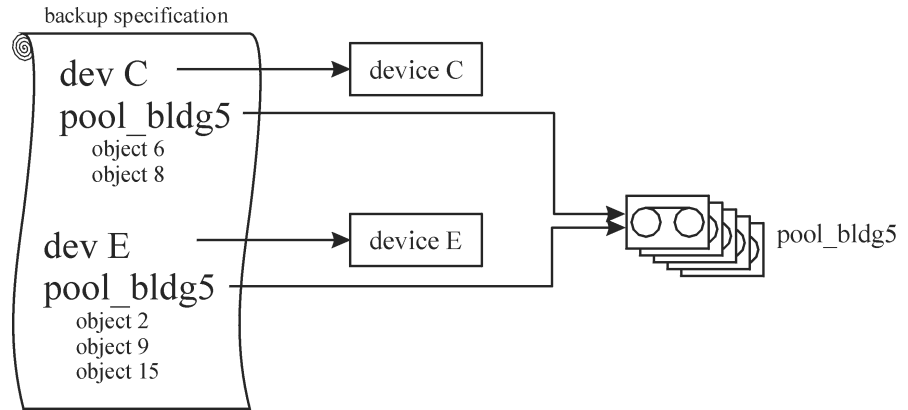 backup specification
dev C
device C
pool_bldg5
object 6
object 8
dev E
device E
pool_bldg5
pool_bldg5
object 2
object 9
object 15